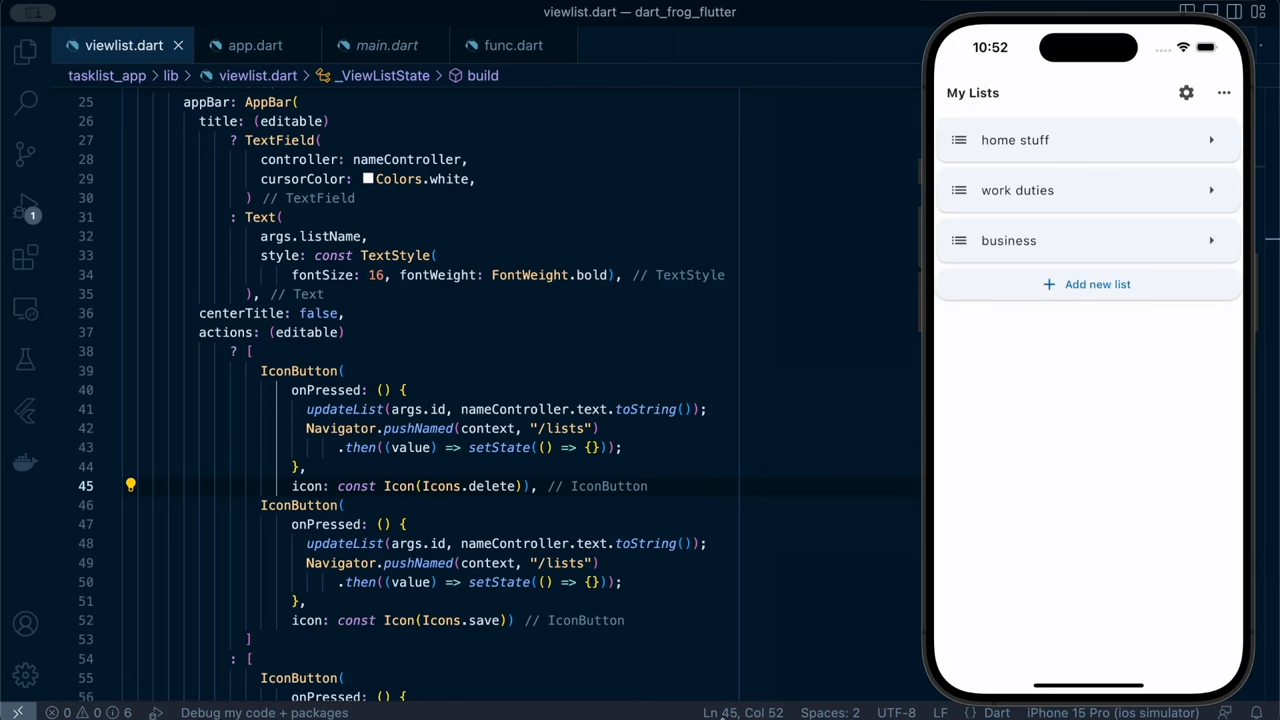 viewlist.dart — dart_frog_flutter
viewlist.dart
app.dart
main.dart
func.dart
tasklist_app > lib > viewlist.dart > _ViewListState > build
25 appBar: AppBar(
26 title: (editable)
27 ? TextField(
28 controller: nameController,
29 cursorColor: Colors.white,
30 ) // TextField
31 : Text(
32 args.listName,
33 style: const TextStyle(
34 fontSize: 16, fontWeight: FontWeight.bold), // TextStyle
35 ), // Text
36 centerTitle: false,
37 actions: (editable)
38 ? [
39 IconButton(
40 onPressed: () {
41 updateList(args.id, nameController.text.toString());
42 Navigator.pushNamed(context, "/lists")
43 .then((value) => setState(() => {}));
44 },
45 icon: const Icon(Icons.delete)), // IconButton
46 IconButton(
47 onPressed: () {
48 updateList(args.id, nameController.text.toString());
49 Navigator.pushNamed(context, "/lists")
50 .then((value) => setState(() => {}));
51 },
52 icon: const Icon(Icons.save)) // IconButton
53 ]
54 : [
55 IconButton(
56 onPressed: () {
1
0 0 6 Debug my code + packages
Ln 45, Col 52 Spaces: 2 UTF-8 LF {} Dart iPhone 15 Pro (ios simulator)
10:52
My Lists
home stuff
work duties
business
+ Add new list